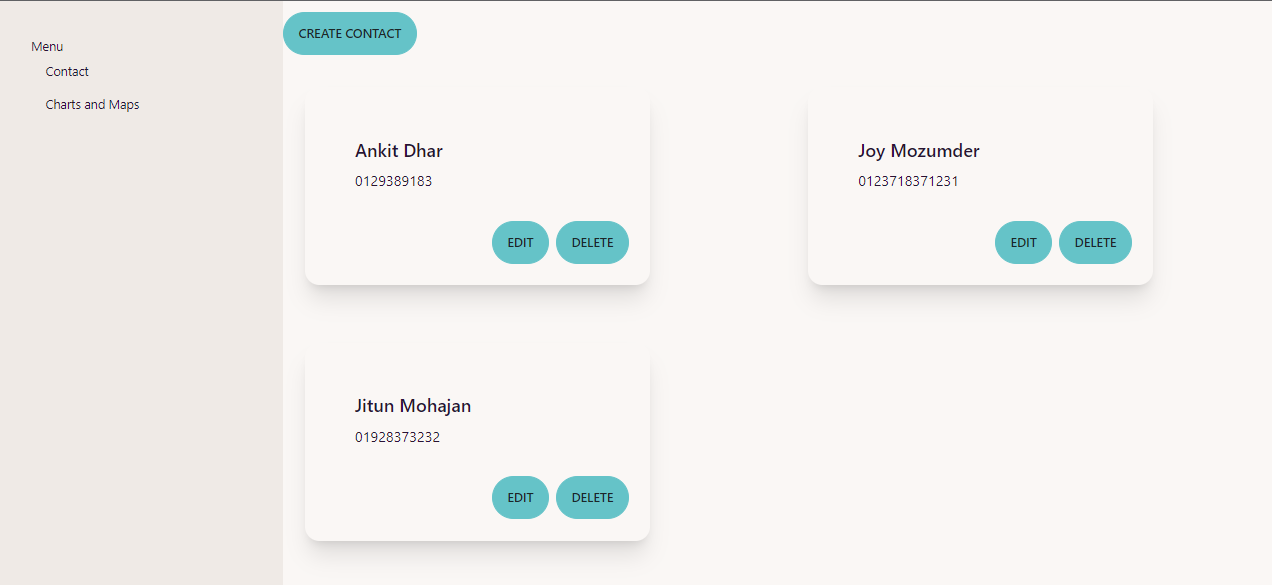 Menu
Contact
Charts and Maps
CREATE CONTACT
Ankit Dhar
0129389183
EDIT DELETE
Joy Mozumder
0123718371231
EDIT DELETE
Jitun Mohajan
01928373232
EDIT DELETE